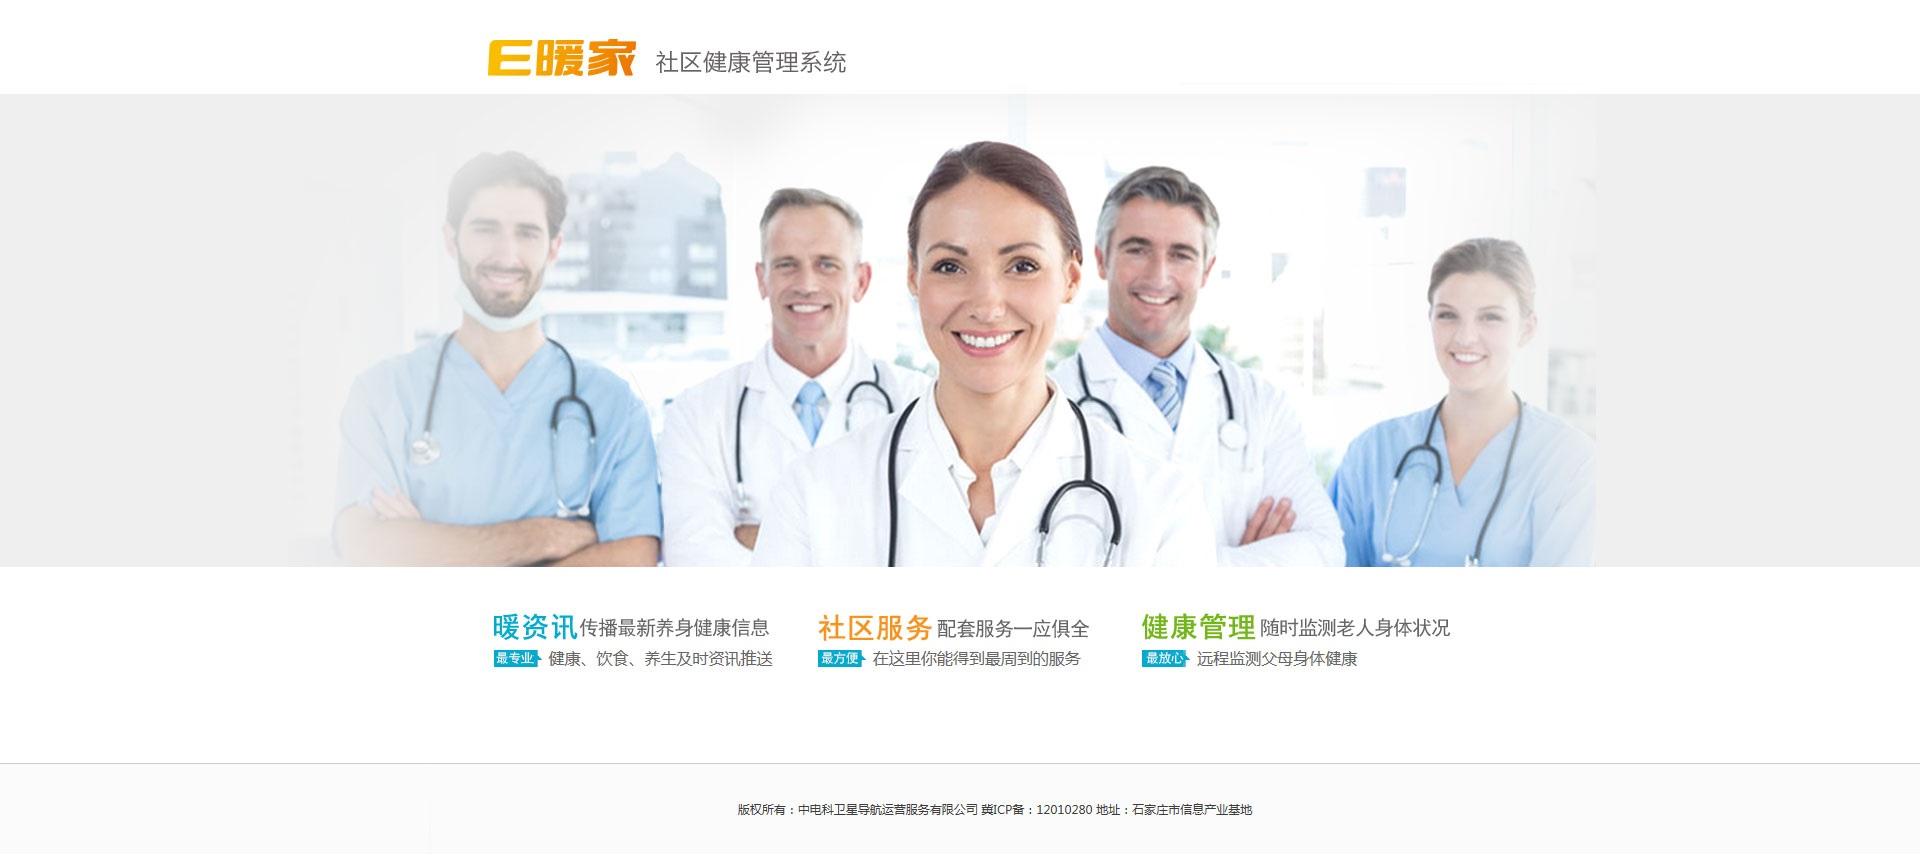 E暖家 社区健康管理系统
暖资讯 传播最新养身健康信息
最专业 健康、饮食、养生及时资讯推送
社区服务 配套服务一应俱全
最方便 在这里你能得到最周到的服务
健康管理 随时监测老人身体状况
最放心 远程监测父母身体健康
版权所有：中电科卫星导航运营服务有限公司 冀ICP备：12010280 地址：石家庄市信息产业基地